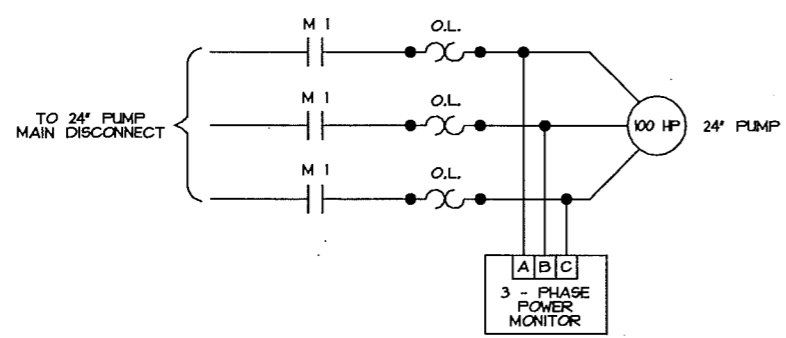 M 1
O.L.
M 1
O.L.
TO 24" PUMP
MAIN DISCONNECT
100 HP
24" PUMP
M 1
O.L.
A B C
3 - PHASE
POWER
MONITOR